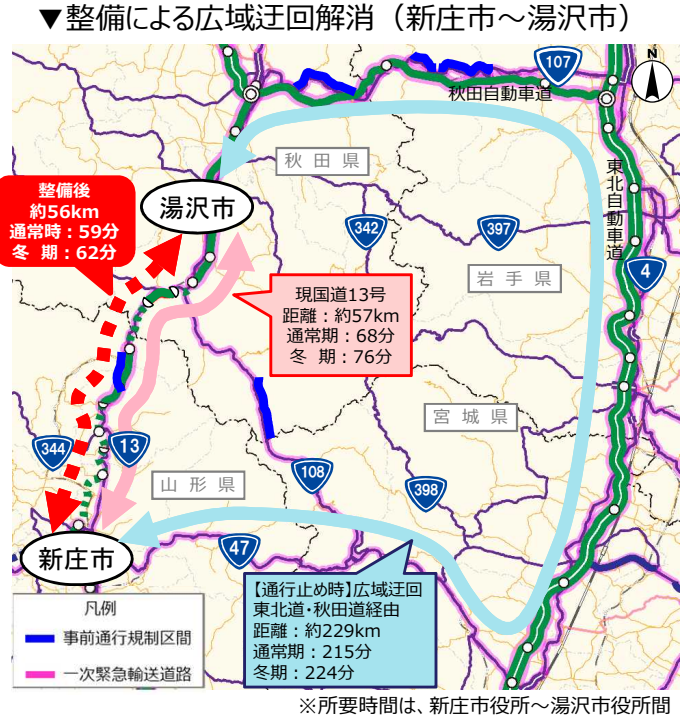 ▼整備による広域迂回解消（新庄市～湯沢市）
107
N
秋田自動車道
秋田県
東北自動車道
整備後
約56km
通常時：59分
冬　期：62分
湯沢市
342
397
4
岩手県
現国道13号
距離：約57km
通常期：68分
冬　期：76分
宮城県
344
13
108
398
山形県
新庄市
47
【通行止め時】広域迂回
東北道・秋田道経由
距離：約229km
通常期：215分
冬期：224分
凡例
事前通行規制区間
一次緊急輸送道路
※所要時間は、新庄市役所～湯沢市役所間